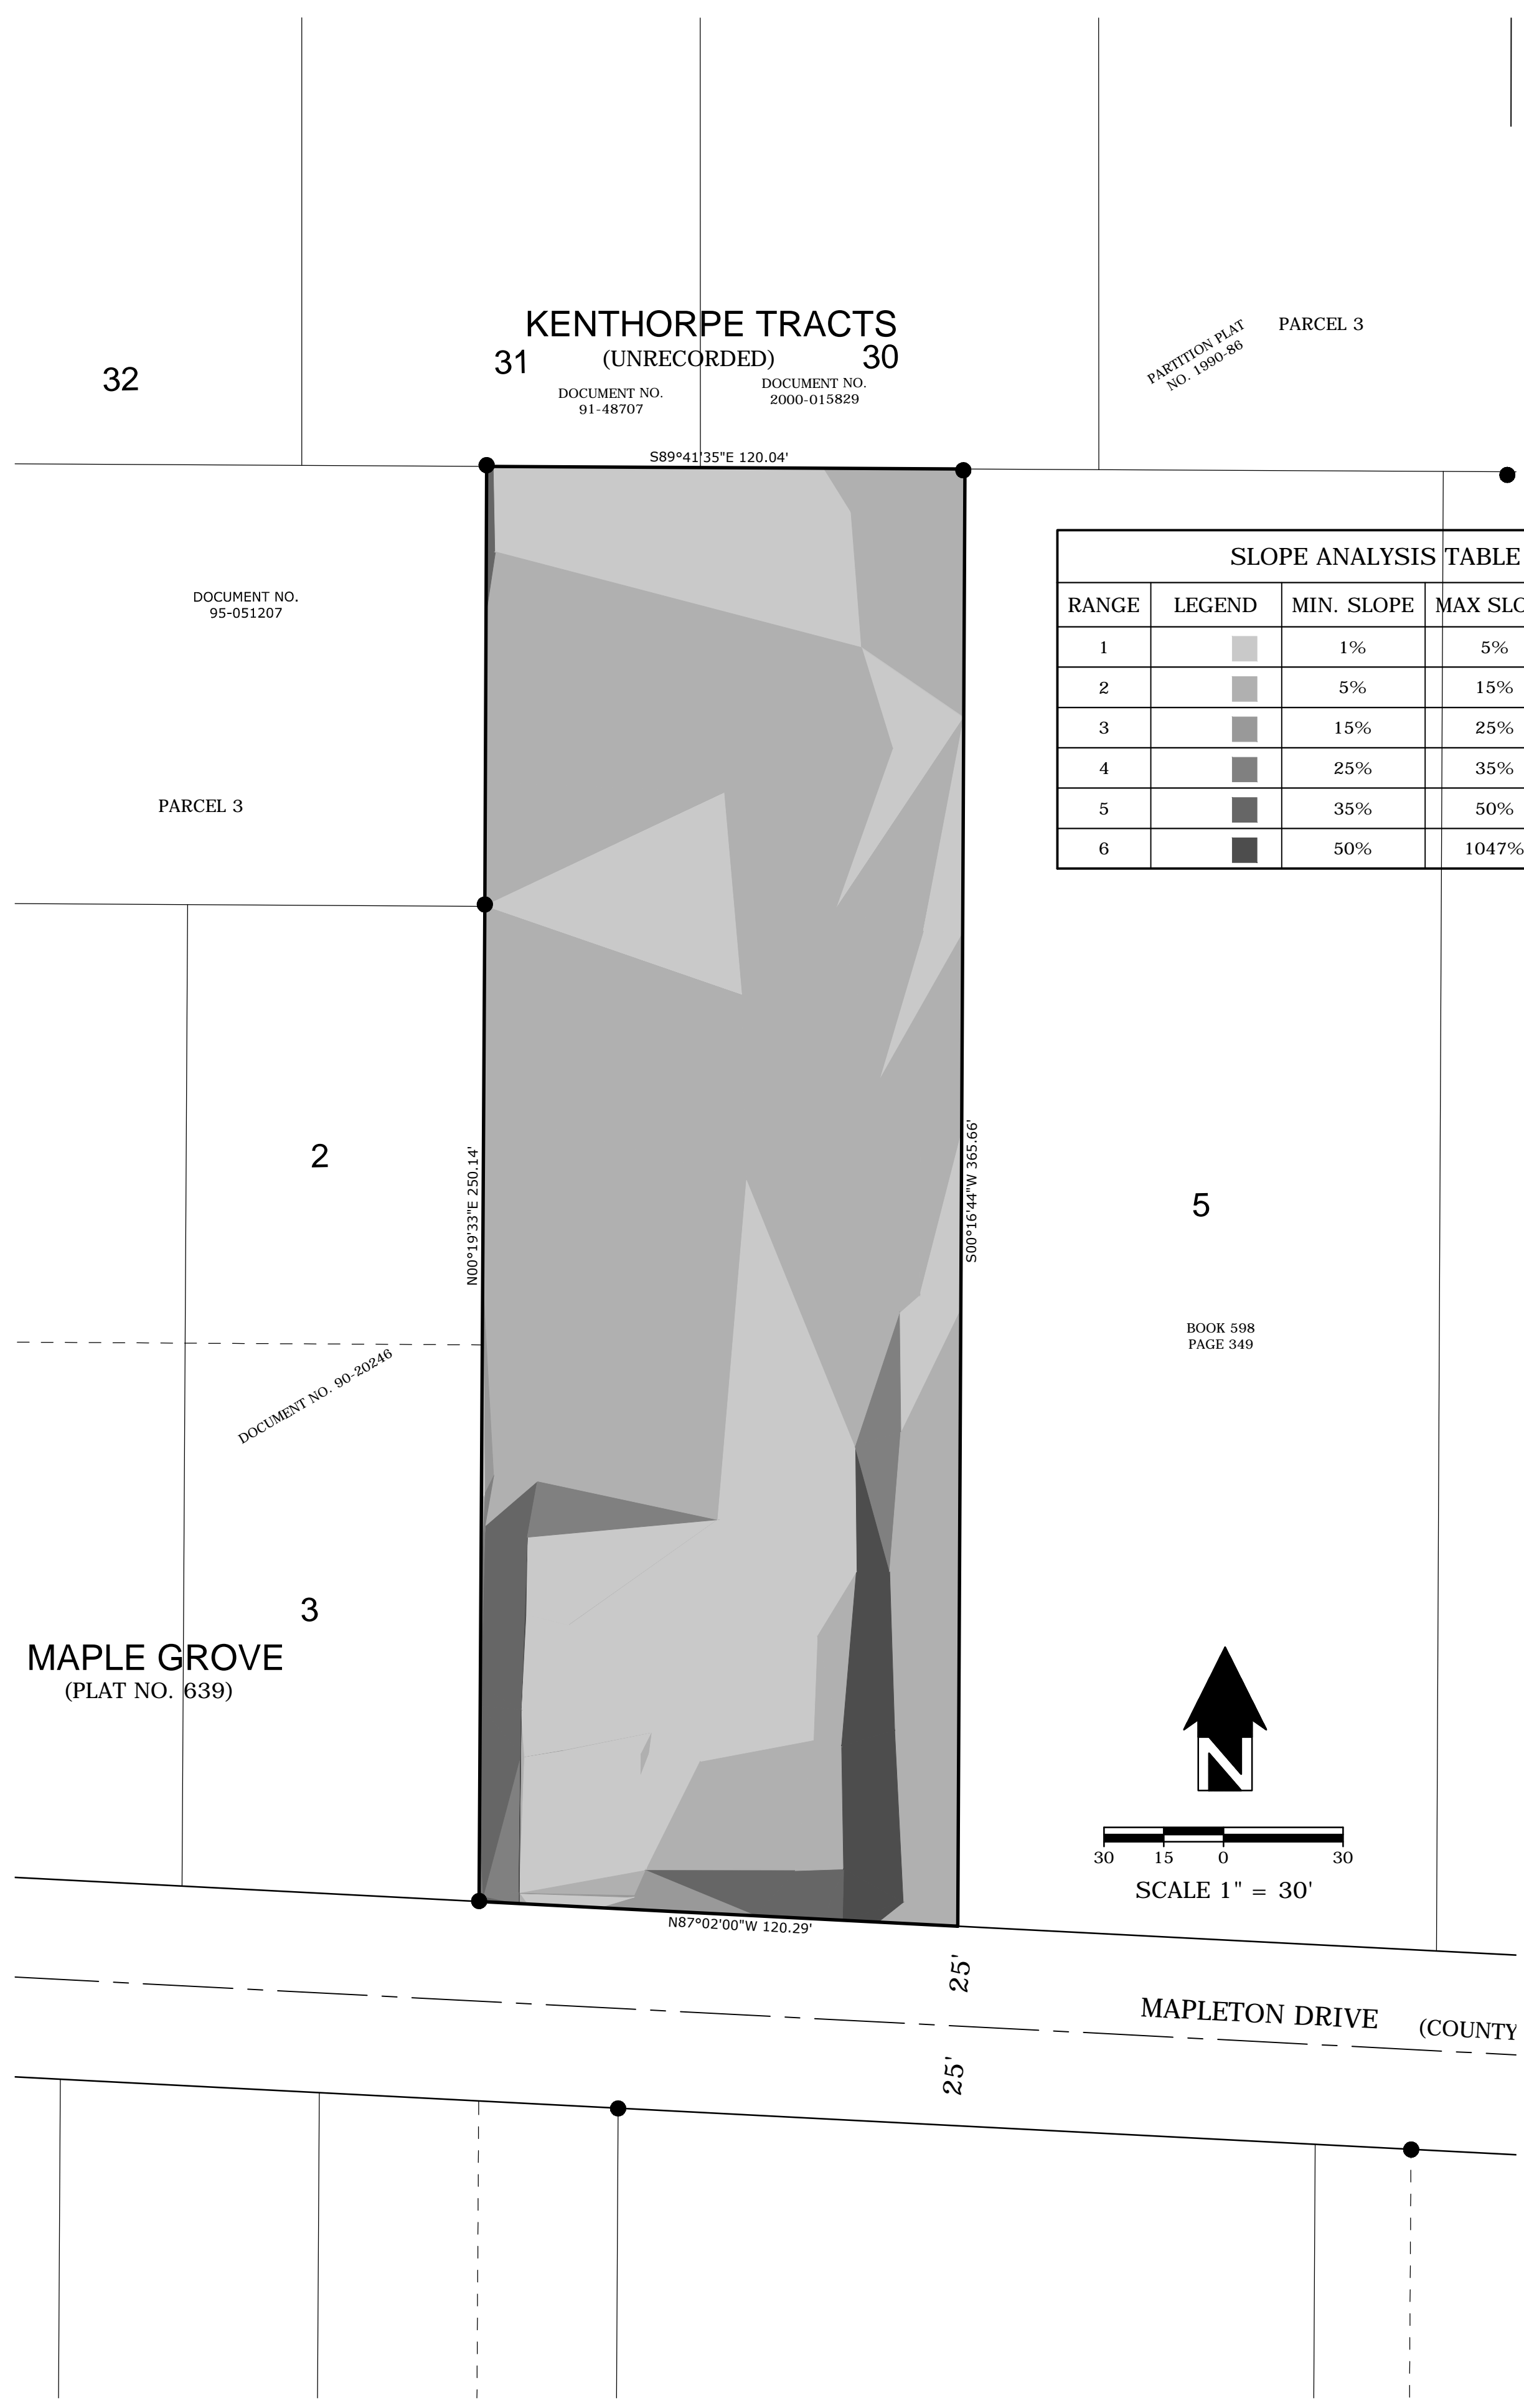 KENTHORPE TRACTS
(UNRECORDED)
32
31
30
DOCUMENT NO.
91-48707
DOCUMENT NO.
2000-015829
PARTITION PLAT
NO. 1990-86
PARCEL 3
S89°41'35"E 120.04'
SLOPE ANALYSIS TABLE
RANGE LEGEND MIN. SLOPE MAX SLO
1 1% 5%
2 5% 15%
3 15% 25%
4 25% 35%
5 35% 50%
6 50% 1047%
DOCUMENT NO.
95-051207
PARCEL 3
2
N00°19'33"E 250.14'
S00°16'44"W 365.66'
5
BOOK 598
PAGE 349
DOCUMENT NO. 90-20246
3
MAPLE GROVE
(PLAT NO. 639)
N
30 15 0 30
SCALE 1" = 30'
N87°02'00"W 120.29'
25'
MAPLETON DRIVE (COUNTY
25'